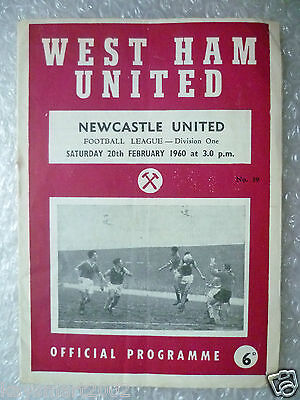 WEST HAM
UNITED
NEWCASTLE UNITED
FOOTBALL LEAGUE — Division One
SATURDAY 20th FEBRUARY 1960 at 3.0 p.m.
No. 39
OFFICIAL PROGRAMME
6ᴰ